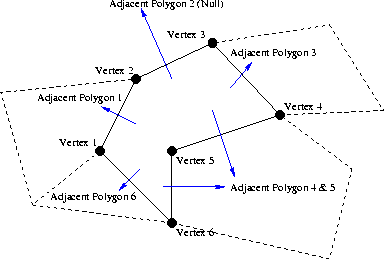 Adjacent Polygon 2 (Null)
Vertex 3
Adjacent Polygon 3
Vertex 2
Adjacent Polygon 1
Vertex 4
Vertex 1
Vertex 5
Adjacent Polygon 6
Adjacent Polygon 4 & 5
Vertex 6